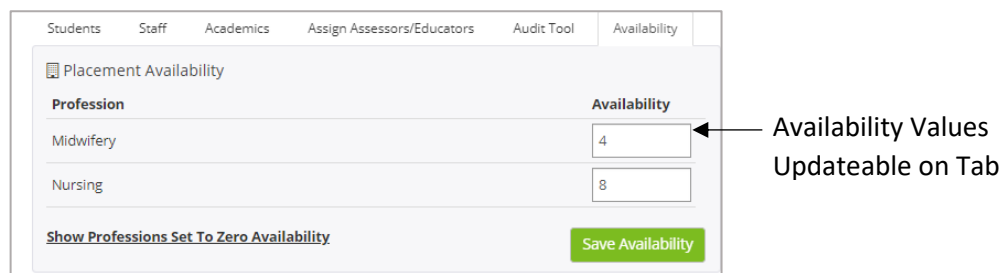 Students Staff Academics Assign Assessors/Educators Audit Tool Availability
Placement Availability
Profession Availability
Midwifery 4
Nursing 8
Show Professions Set To Zero Availability Save Availability
Availability Values
Updateable on Tab